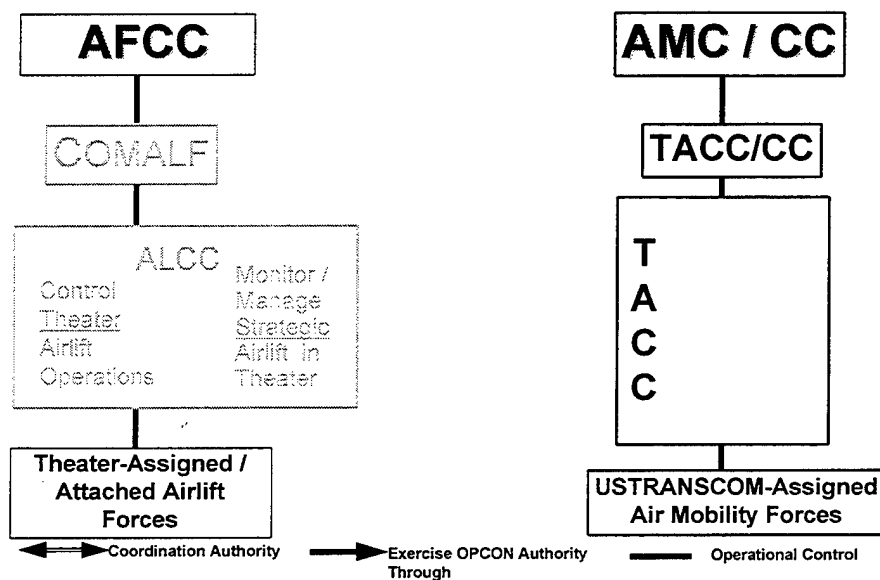 AFCC
COMALF
ALCC
Control
Theater
Airlift
Operations
Monitor /
Manage
Strategic
Airlift in
Theater
Theater-Assigned /
Attached Airlift
Forces
AMC / CC
TACC/CC
T
A
C
C
USTRANSCOM-Assigned
Air Mobility Forces
Coordination Authority
Exercise OPCON Authority
Through
Operational Control